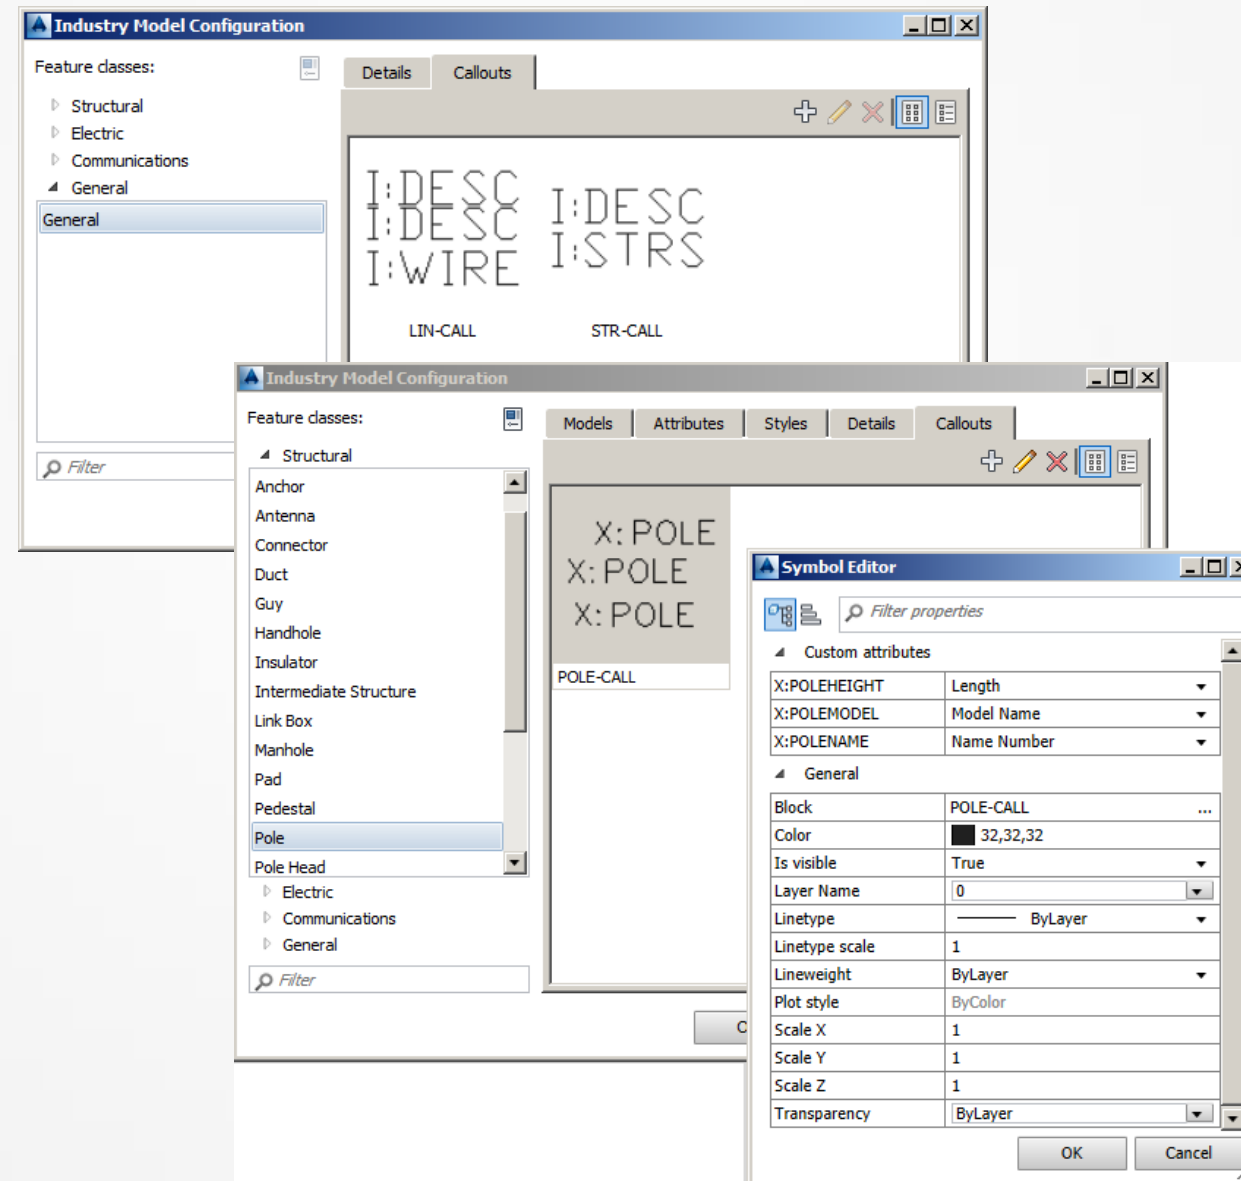 Industry Model Configuration
Feature classes:
Details Callouts
Structural
Electric
Communications
General
General
I:DESC
I:DESC
I:WIRE
LIN-CALL
I:DESC
I:STRS
STR-CALL
Filter
Industry Model Configuration
Feature classes:
Models Attributes Styles Details Callouts
Structural
Anchor
Antenna
Connector
Duct
Guy
Handhole
Insulator
Intermediate Structure
Link Box
Manhole
Pad
Pedestal
Pole
Pole Head
Electric
Communications
General
Filter
X:POLE
X:POLE
X:POLE
POLE-CALL
Symbol Editor
Filter properties
Custom attributes
X:POLEHEIGHT Length
X:POLEMODEL Model Name
X:POLENAME Name Number
General
Block POLE-CALL ...
Color 32,32,32
Is visible True
Layer Name 0
Linetype ByLayer
Linetype scale 1
Lineweight ByLayer
Plot style ByColor
Scale X 1
Scale Y 1
Scale Z 1
Transparency ByLayer
OK Cancel